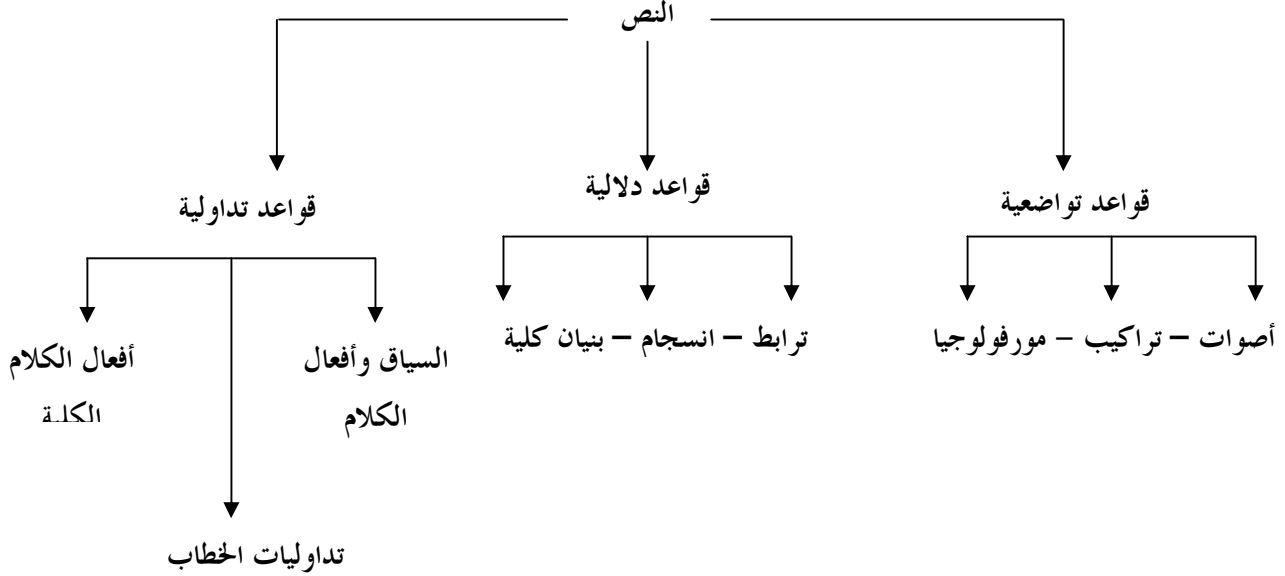 النص
قواعد تواضعية
قواعد دلالية
قواعد تداولية
أصوات – تراكيب – مورفولوجيا
ترابط – انسجام – بنيان كلية
السياق وأفعال
الكلام
أفعال الكلام
الكلية
تداوليات الخطاب